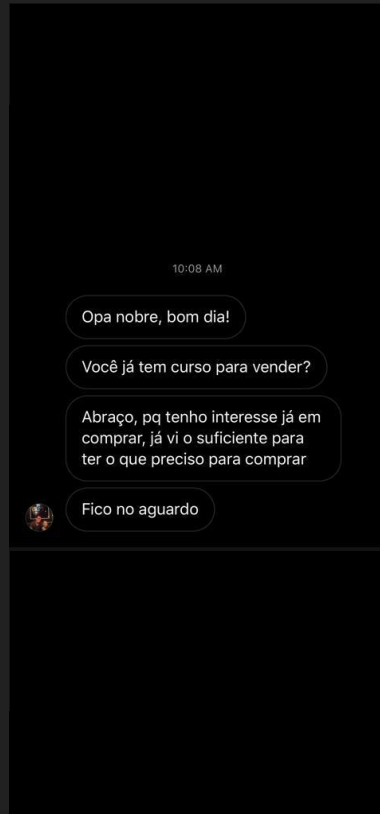 10:08 AM
Opa nobre, bom dia!
Você já tem curso para vender?
Abraço, pq tenho interesse já em
comprar, já vi o suficiente para
ter o que preciso para comprar
Fico no aguardo